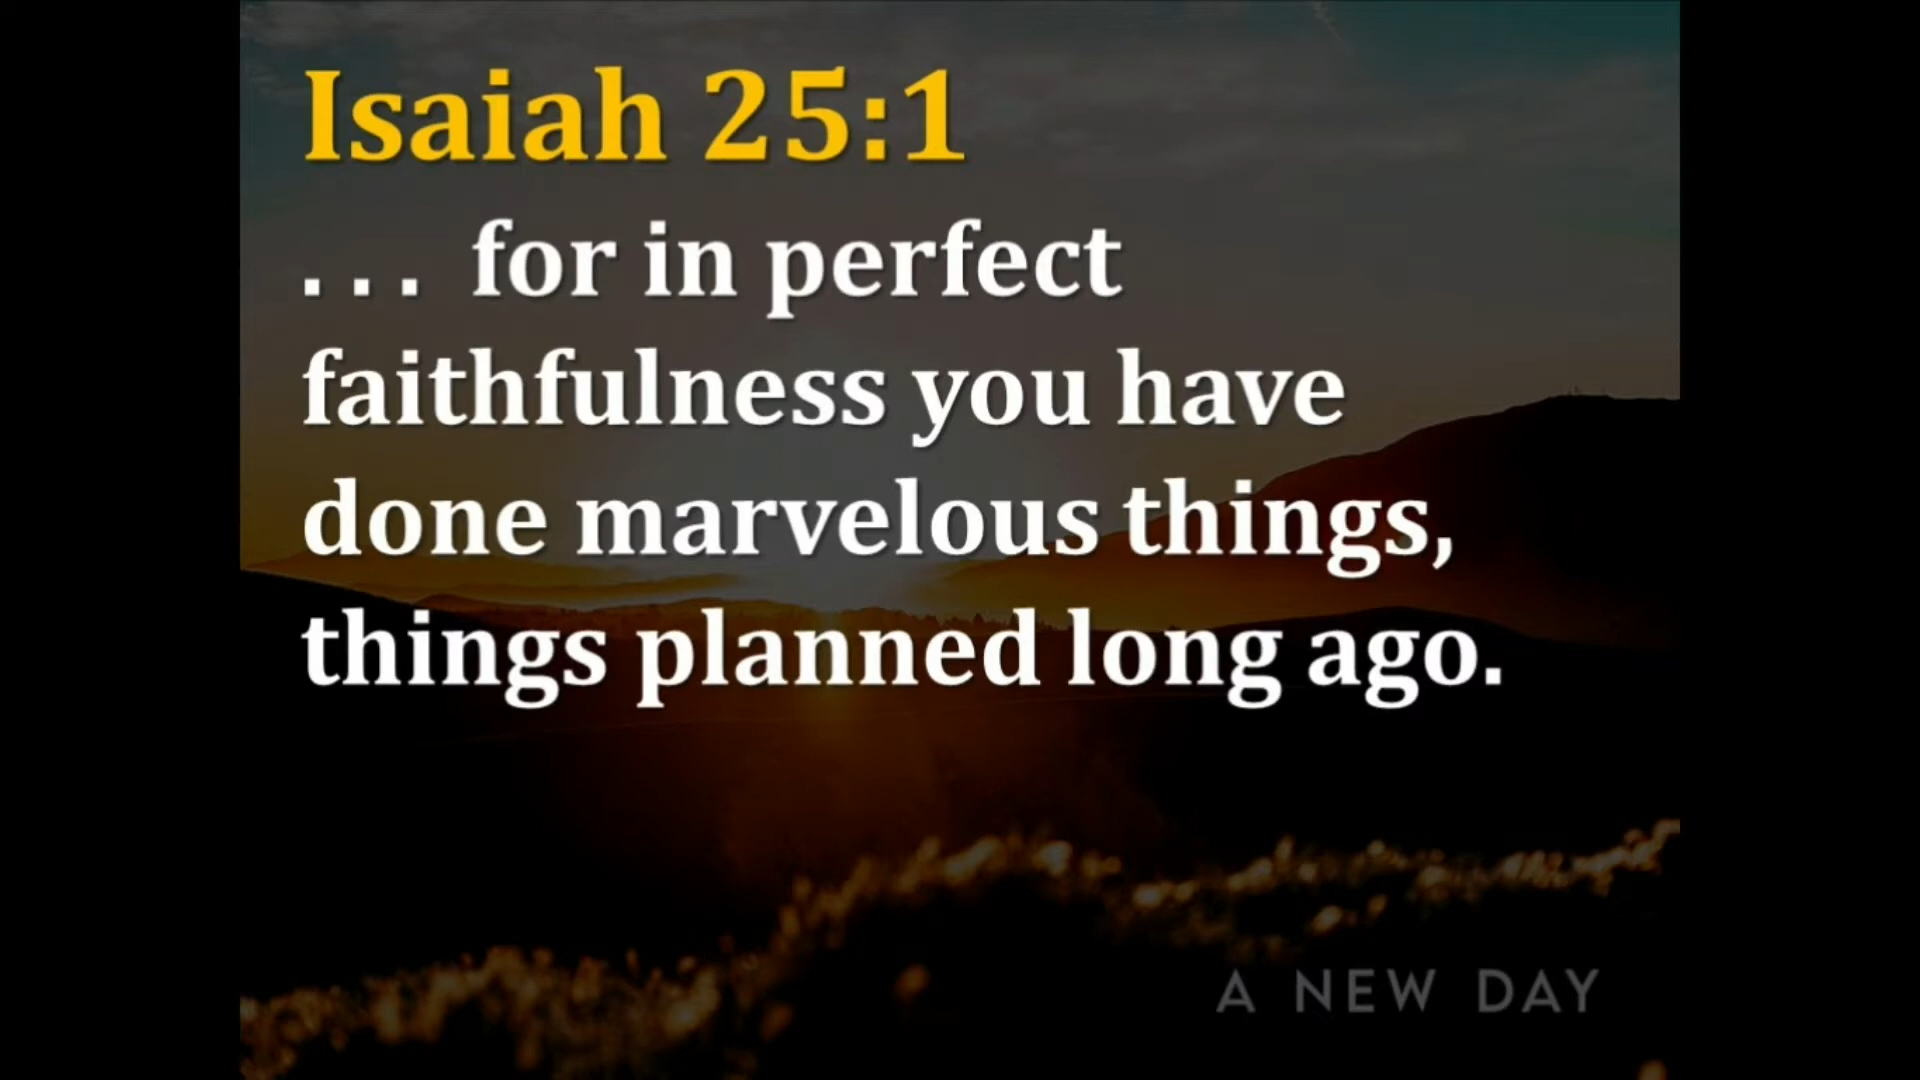 Isaiah 25:1
. . . for in perfect
faithfulness you have
done marvelous things,
things planned long ago.
A NEW DAY